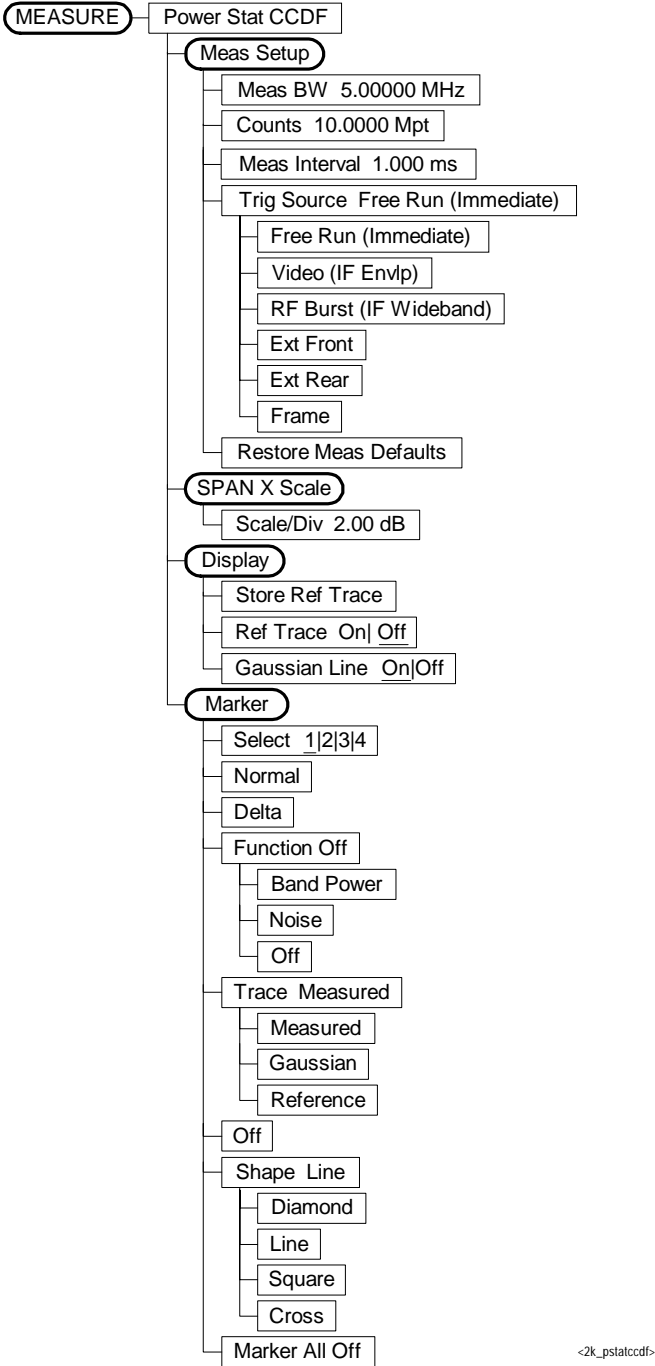 MEASURE Power Stat CCDF
Meas Setup
Meas BW 5.00000 MHz
Counts 10.0000 Mpt
Meas Interval 1.000 ms
Trig Source Free Run (Immediate)
Free Run (Immediate)
Video (IF Envlp)
RF Burst (IF Wideband)
Ext Front
Ext Rear
Frame
Restore Meas Defaults
SPAN X Scale
Scale/Div 2.00 dB
Display
Store Ref Trace
Ref Trace On| Off
Gaussian Line On|Off
Marker
Select 1|2|3|4
Normal
Delta
Function Off
Band Power
Noise
Off
Trace Measured
Measured
Gaussian
Reference
Off
Shape Line
Diamond
Line
Square
Cross
Marker All Off
<2k_pstatccdf>